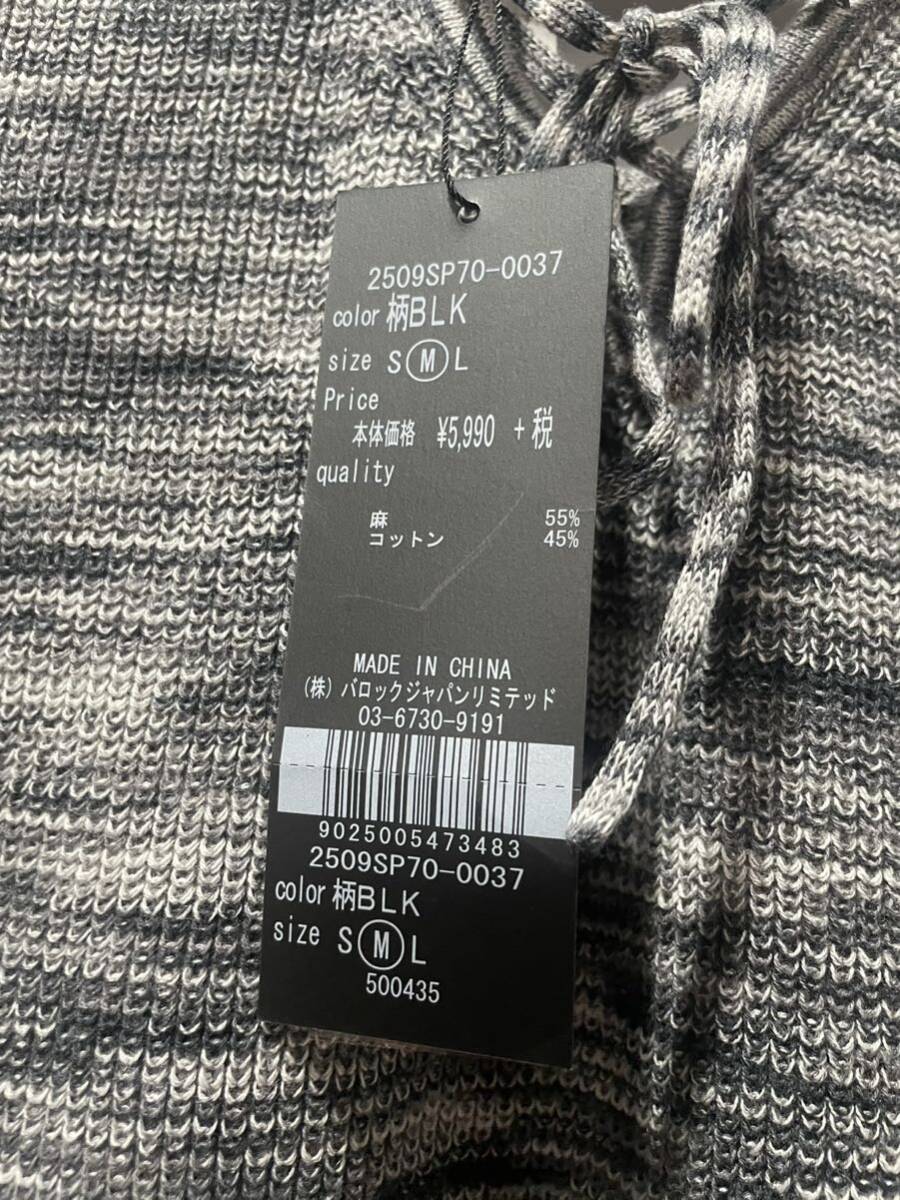 2509SP70-0037
color 柄BLK
size S M L
Price
本体価格 ¥5,990 +税
quality
麻 55%
コットン 45%
MADE IN CHINA
(株)バロックジャパンリミテッド
03-6730-9191
9025005473483
2509SP70-0037
color 柄BLK
size S M L
500435